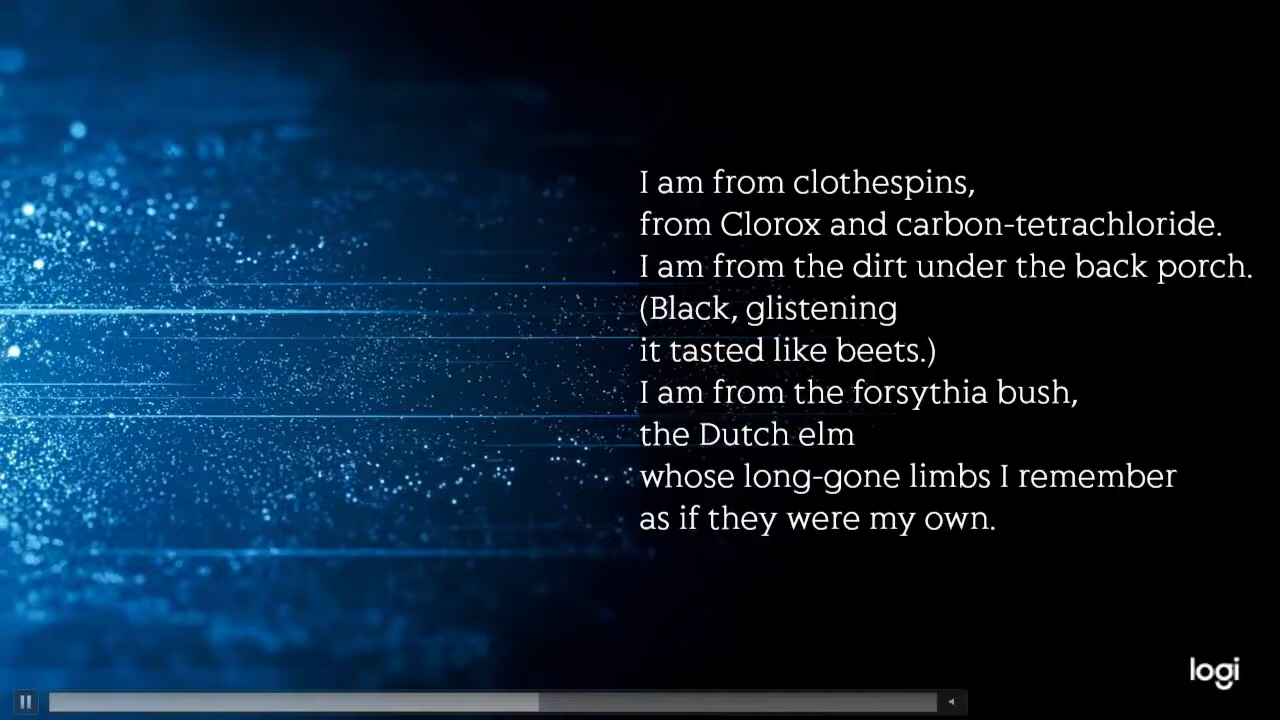 I am from clothespins,
from Clorox and carbon-tetrachloride.
I am from the dirt under the back porch.
(Black, glistening
it tasted like beets.)
I am from the forsythia bush,
the Dutch elm
whose long-gone limbs I remember
as if they were my own.
logi